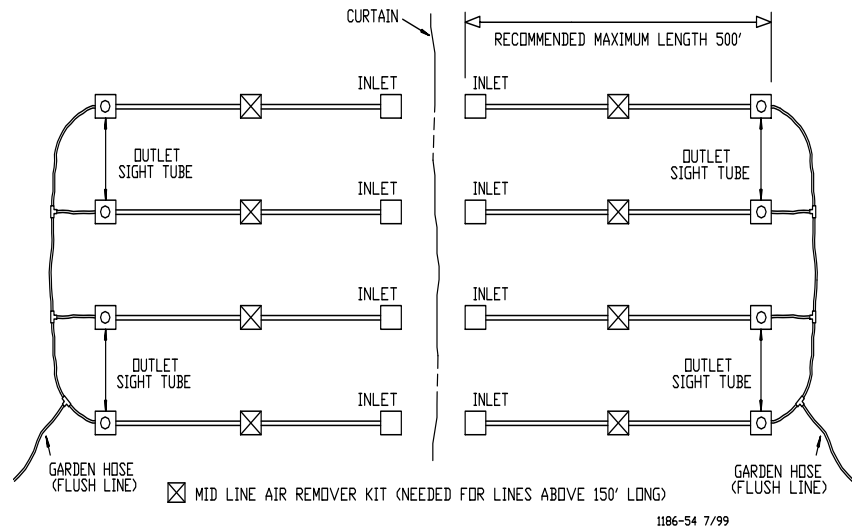 CURTAIN
RECOMMENDED MAXIMUM LENGTH 500'
INLET
INLET
OUTLET
SIGHT TUBE
OUTLET
SIGHT TUBE
INLET
INLET
INLET
INLET
OUTLET
SIGHT TUBE
OUTLET
SIGHT TUBE
INLET
INLET
GARDEN HOSE
(FLUSH LINE)
GARDEN HOSE
(FLUSH LINE)
MID LINE AIR REMOVER KIT (NEEDED FOR LINES ABOVE 150' LONG)
1186-54 7/99